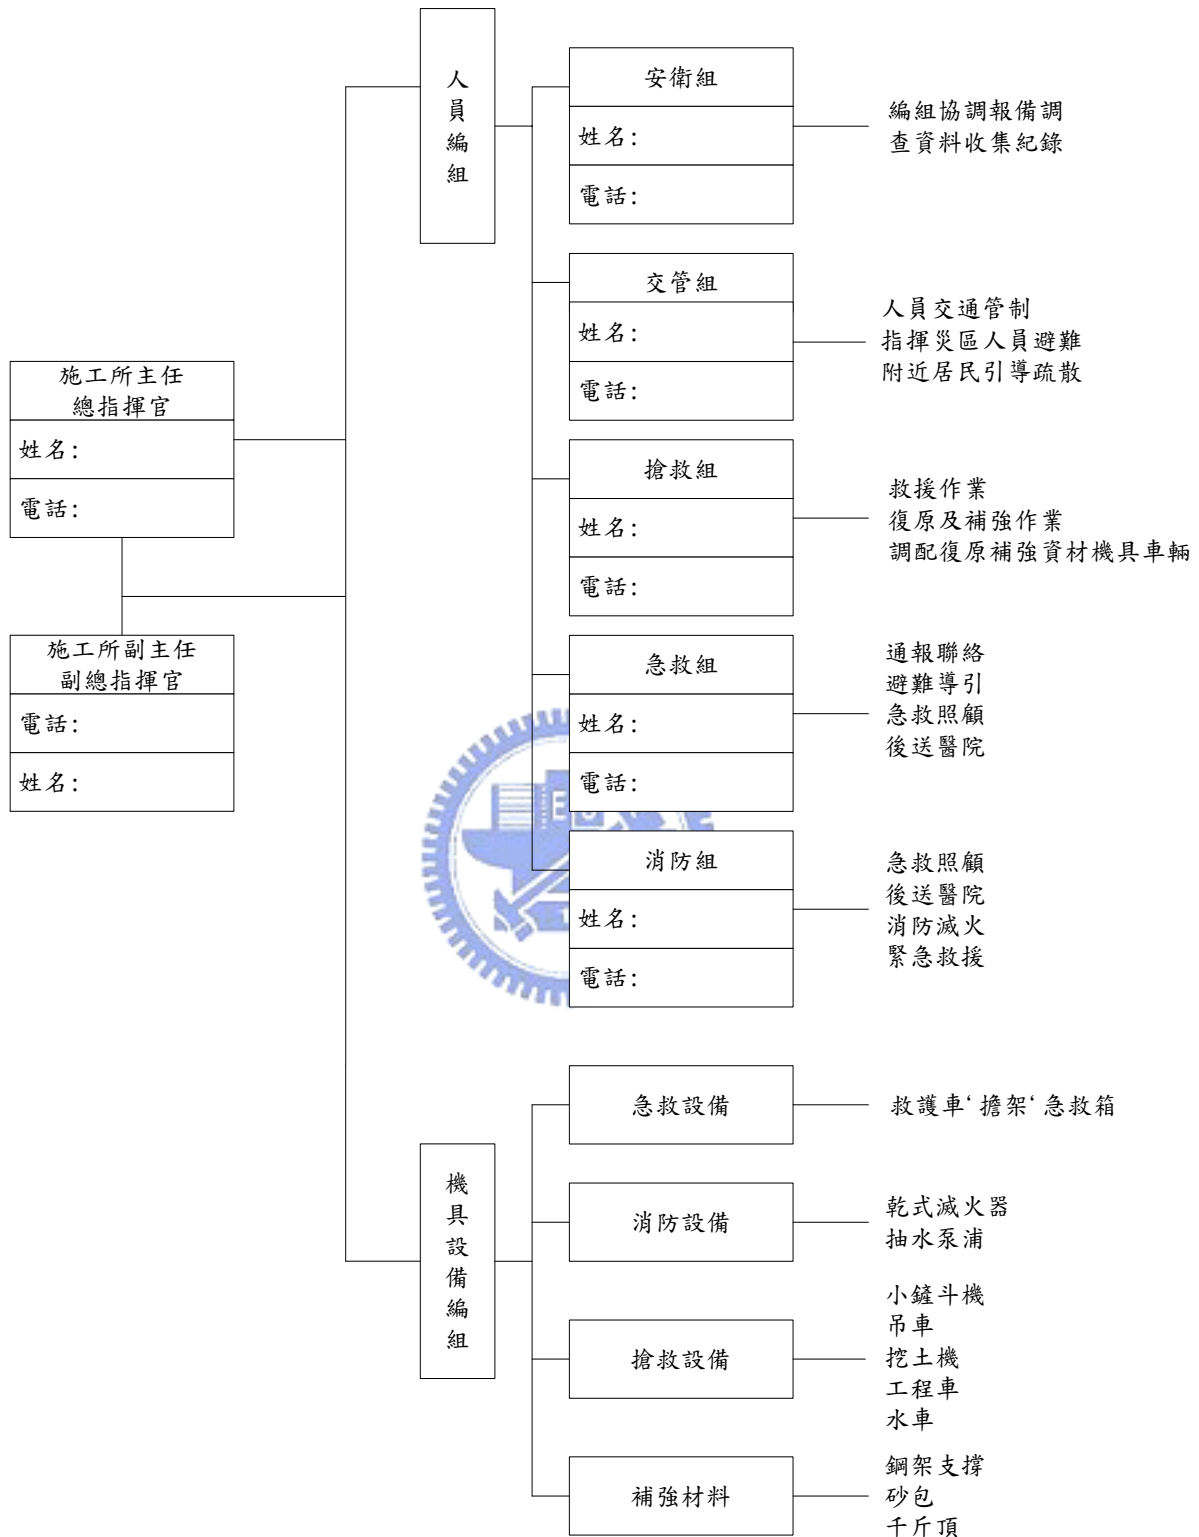 人員編組
安衛組
姓名:
電話:
編組協調報備調
查資料收集紀錄
交管組
姓名:
電話:
人員交通管制
指揮災區人員避難
附近居民引導疏散
施工所主任
總指揮官
姓名:
電話:
搶救組
姓名:
電話:
救援作業
復原及補強作業
調配復原補強資材機具車輛
施工所副主任
副總指揮官
電話:
姓名:
急救組
姓名:
電話:
通報聯絡
避難導引
急救照顧
後送醫院
消防組
姓名:
電話:
急救照顧
後送醫院
消防滅火
緊急救援
機具設備編組
急救設備
救護車‘擔架‘急救箱
消防設備
乾式滅火器
抽水泵浦
搶救設備
小鏟斗機
吊車
挖土機
工程車
水車
補強材料
鋼架支撐
砂包
千斤頂